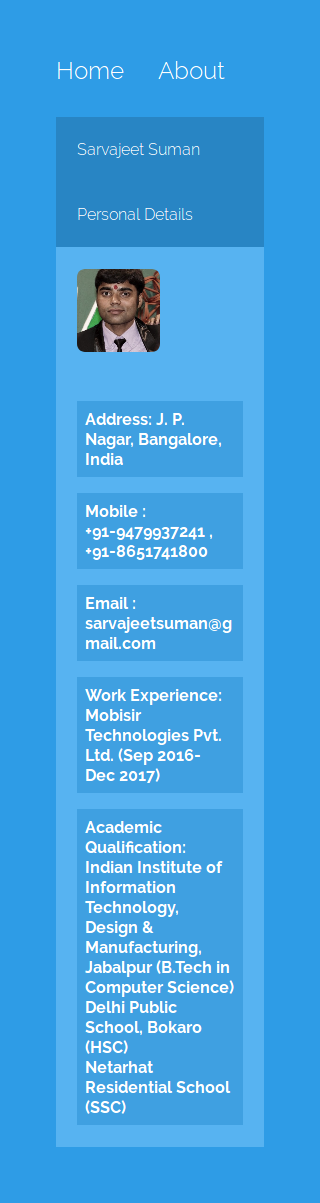 Home About
Sarvajeet Suman
Personal Details
Address: J. P.
Nagar, Bangalore,
India
Mobile :
+91-9479937241 ,
+91-8651741800
Email :
sarvajeetsuman@g
mail.com
Work Experience:
Mobisir
Technologies Pvt.
Ltd. (Sep 2016-
Dec 2017)
Academic
Qualification:
Indian Institute of
Information
Technology,
Design &
Manufacturing,
Jabalpur (B.Tech in
Computer Science)
Delhi Public
School, Bokaro
(HSC)
Netarhat
Residential School
(SSC)